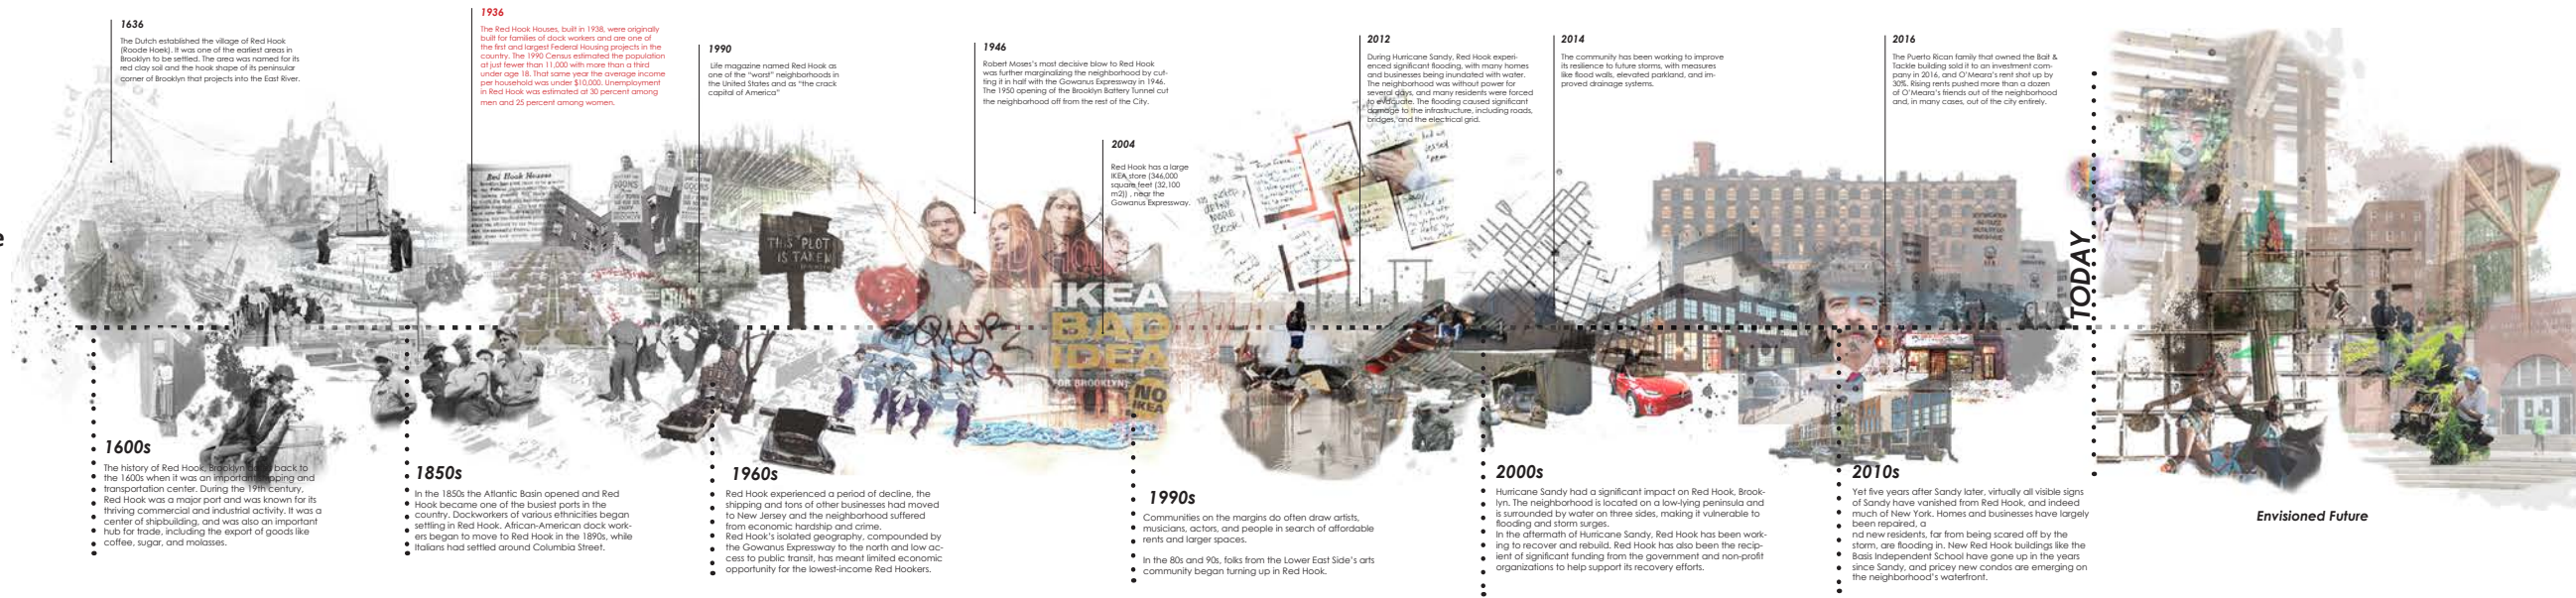 1636
The Dutch established the village of Red Hook
(Roode Hoek). It was one of the earliest areas in
Brooklyn to be settled. The area was named for its
red clay soil and the hook shape of its peninsular
corner of Brooklyn that projects into the East River.
1936
The Red Hook Houses, built in 1938, were originally
built for families of dock workers and are one of
the first and largest Federal Housing projects in the
country. The 1990 Census estimated the population
at just fewer than 11,000 with more than a third
under age 18. That same year the average income
per household was under $10,000. Unemployment
in Red Hook was estimated at 30 percent among
men and 25 percent among women.
1990
Life magazine named Red Hook as
one of the "worst" neighborhoods in
the United States and as "the crack
capital of America"
1946
Robert Moses's most decisive blow to Red Hook
was further marginalizing the neighborhood by cut-
ting it in half with the Gowanus Expressway in 1946.
The 1950 opening of the Brooklyn Battery Tunnel cut
the neighborhood off from the rest of the City.
2004
Red Hook has a large
IKEA store (346,000
square feet (32,100
m2)) , near the
Gowanus Expressway.
2012
During Hurricane Sandy, Red Hook experi-
enced significant flooding, with many homes
and businesses being inundated with water.
The neighborhood was without power for
several days, and many residents were forced
to evacuate. The flooding caused significant
damage to the infrastructure, including roads,
bridges, and the electrical grid.
2014
The community has been working to improve
its resilience to future storms, with measures
like flood walls, elevated parkland, and im-
proved drainage systems.
2016
The Puerto Rican family that owned the Bait &
Tackle building sold it to an investment com-
pany in 2016, and O'Meara's rent shot up by
30%. Rising rents pushed more than a dozen
of O'Meara's friends out of the neighborhood
and, in many cases, out of the city entirely.
Red Hook Houses
THIS PLOT
IS TAKEN
RED HOOK
IKEA
BAD
IDEA
FOR BROOKLYN
NO
IKEA
TODAY
1600s
The history of Red Hook, Brooklyn back to
the 1600s when it was an important shipping and
transportation center. During the 19th century,
Red Hook was a major port and was known for its
thriving commercial and industrial activity. It was a
center of shipbuilding, and was also an important
hub for trade, including the export of goods like
coffee, sugar, and molasses.
1850s
In the 1850s the Atlantic Basin opened and Red
Hook became one of the busiest ports in the
country. Dockworkers of various ethnicities began
settling in Red Hook. African-American dock work-
ers began to move to Red Hook in the 1890s, while
Italians had settled around Columbia Street.
1960s
Red Hook experienced a period of decline, the
shipping and tons of other businesses had moved
to New Jersey and the neighborhood suffered
from economic hardship and crime.
Red Hook's isolated geography, compounded by
the Gowanus Expressway to the north and low ac-
cess to public transit, has meant limited economic
opportunity for the lowest-income Red Hookers.
1990s
Communities on the margins do often draw artists,
musicians, actors, and people in search of affordable
rents and larger spaces.
In the 80s and 90s, folks from the Lower East Side's arts
community began turning up in Red Hook.
2000s
Hurricane Sandy had a significant impact on Red Hook, Brook-
lyn. The neighborhood is located on a low-lying peninsula and
is surrounded by water on three sides, making it vulnerable to
flooding and storm surges.
In the aftermath of Hurricane Sandy, Red Hook has been work-
ing to recover and rebuild. Red Hook has also been the recip-
ient of significant funding from the government and non-profit
organizations to help support its recovery efforts.
2010s
Yet five years after Sandy later, virtually all visible signs
of Sandy have vanished from Red Hook, and indeed
much of New York. Homes and businesses have largely
been repaired, a
nd new residents, far from being scared off by the
storm, are flooding in. New Red Hook buildings like the
Basis Independent School have gone up in the years
since Sandy, and pricey new condos are emerging on
the neighborhood's waterfront.
Envisioned Future